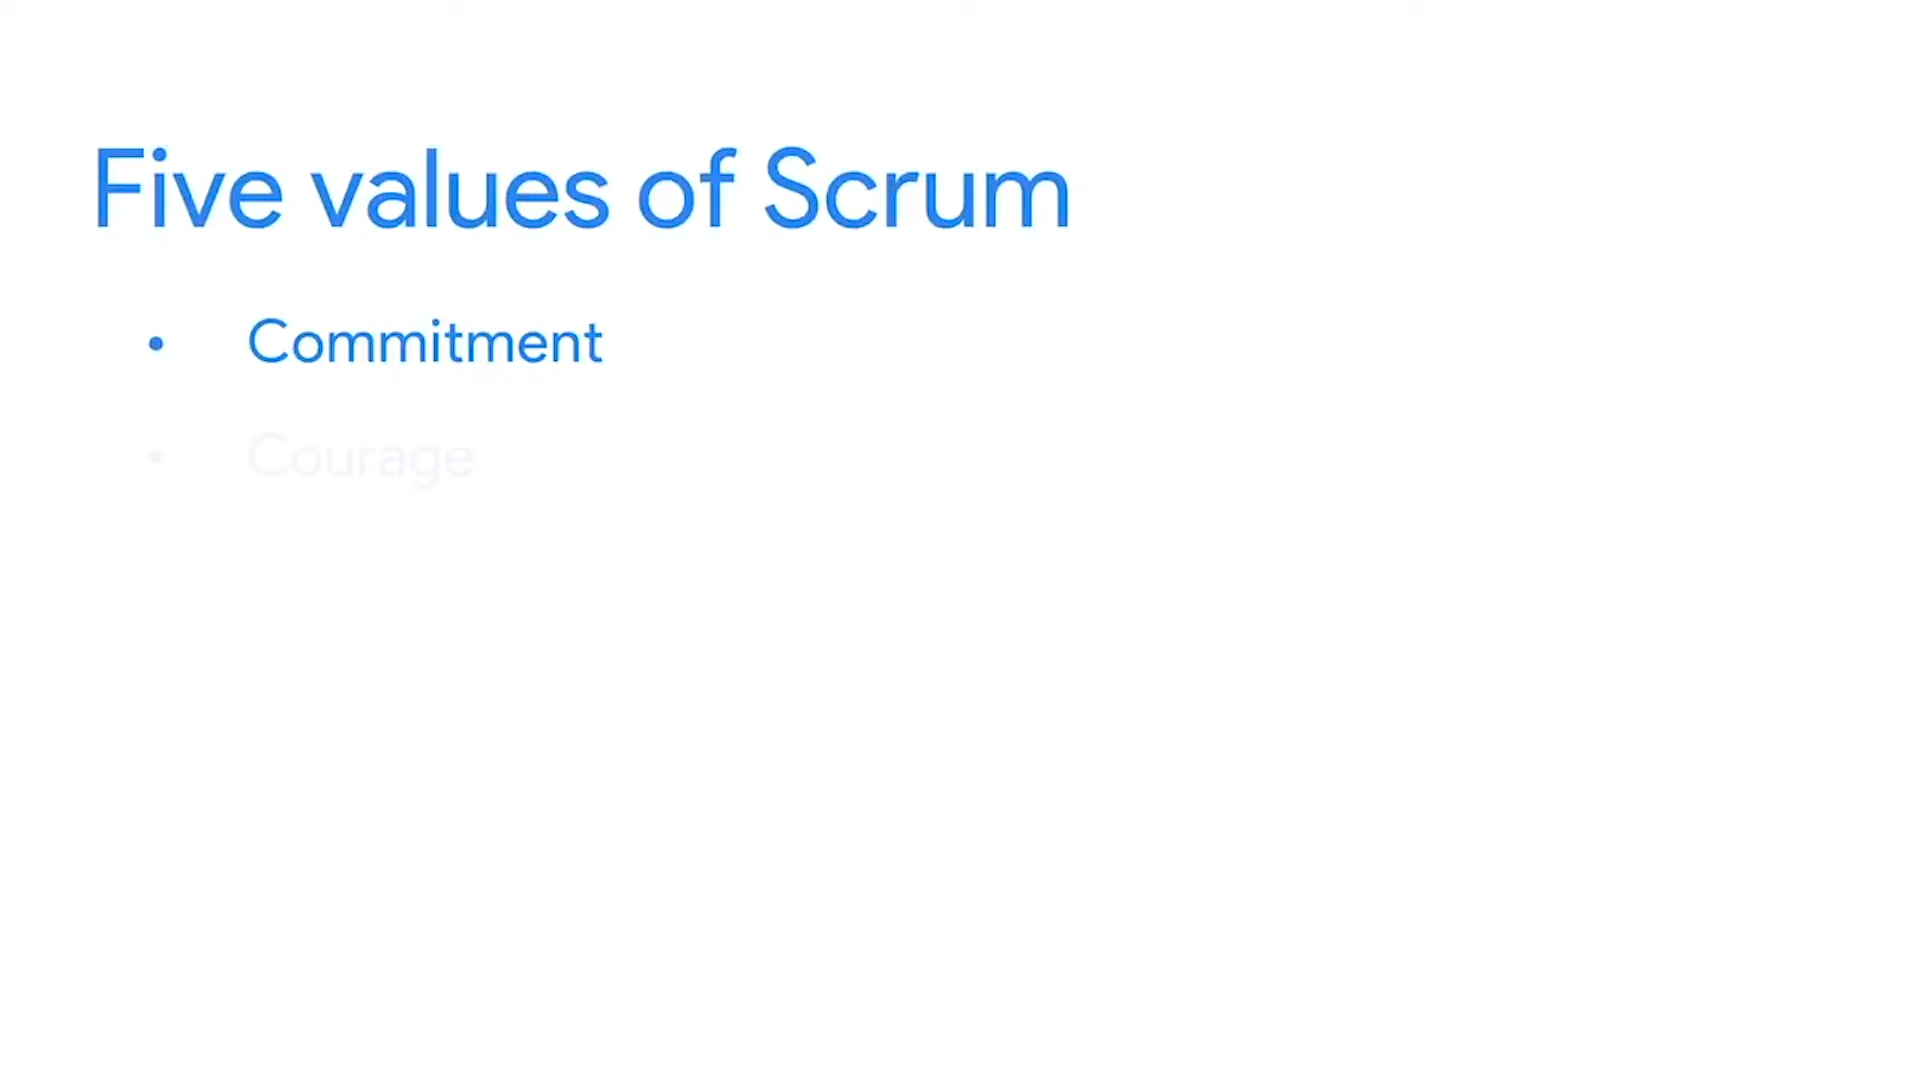 Five values of Scrum
• Commitment
• Courage